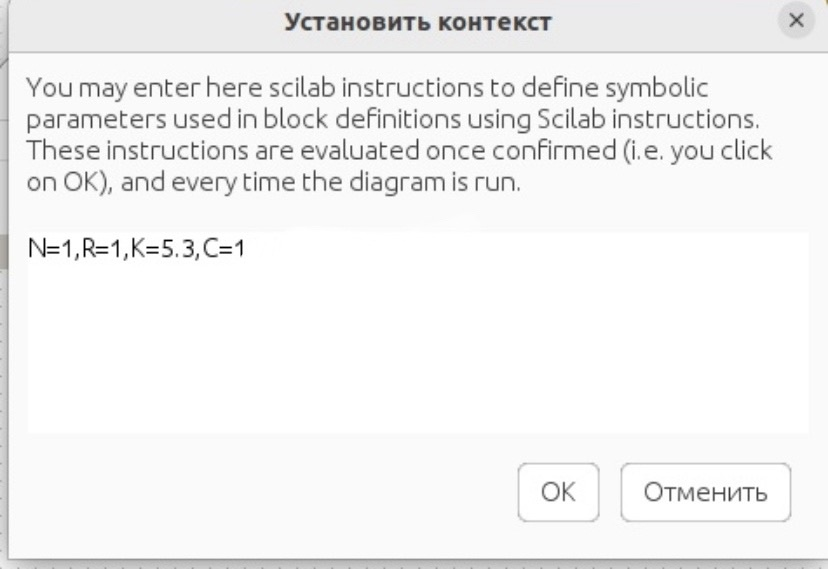 Установить контекст
You may enter here scilab instructions to define symbolic
parameters used in block definitions using Scilab instructions.
These instructions are evaluated once confirmed (i.e. you click
on OK), and every time the diagram is run.
N=1,R=1,K=5.3,C=1
OK Отменить